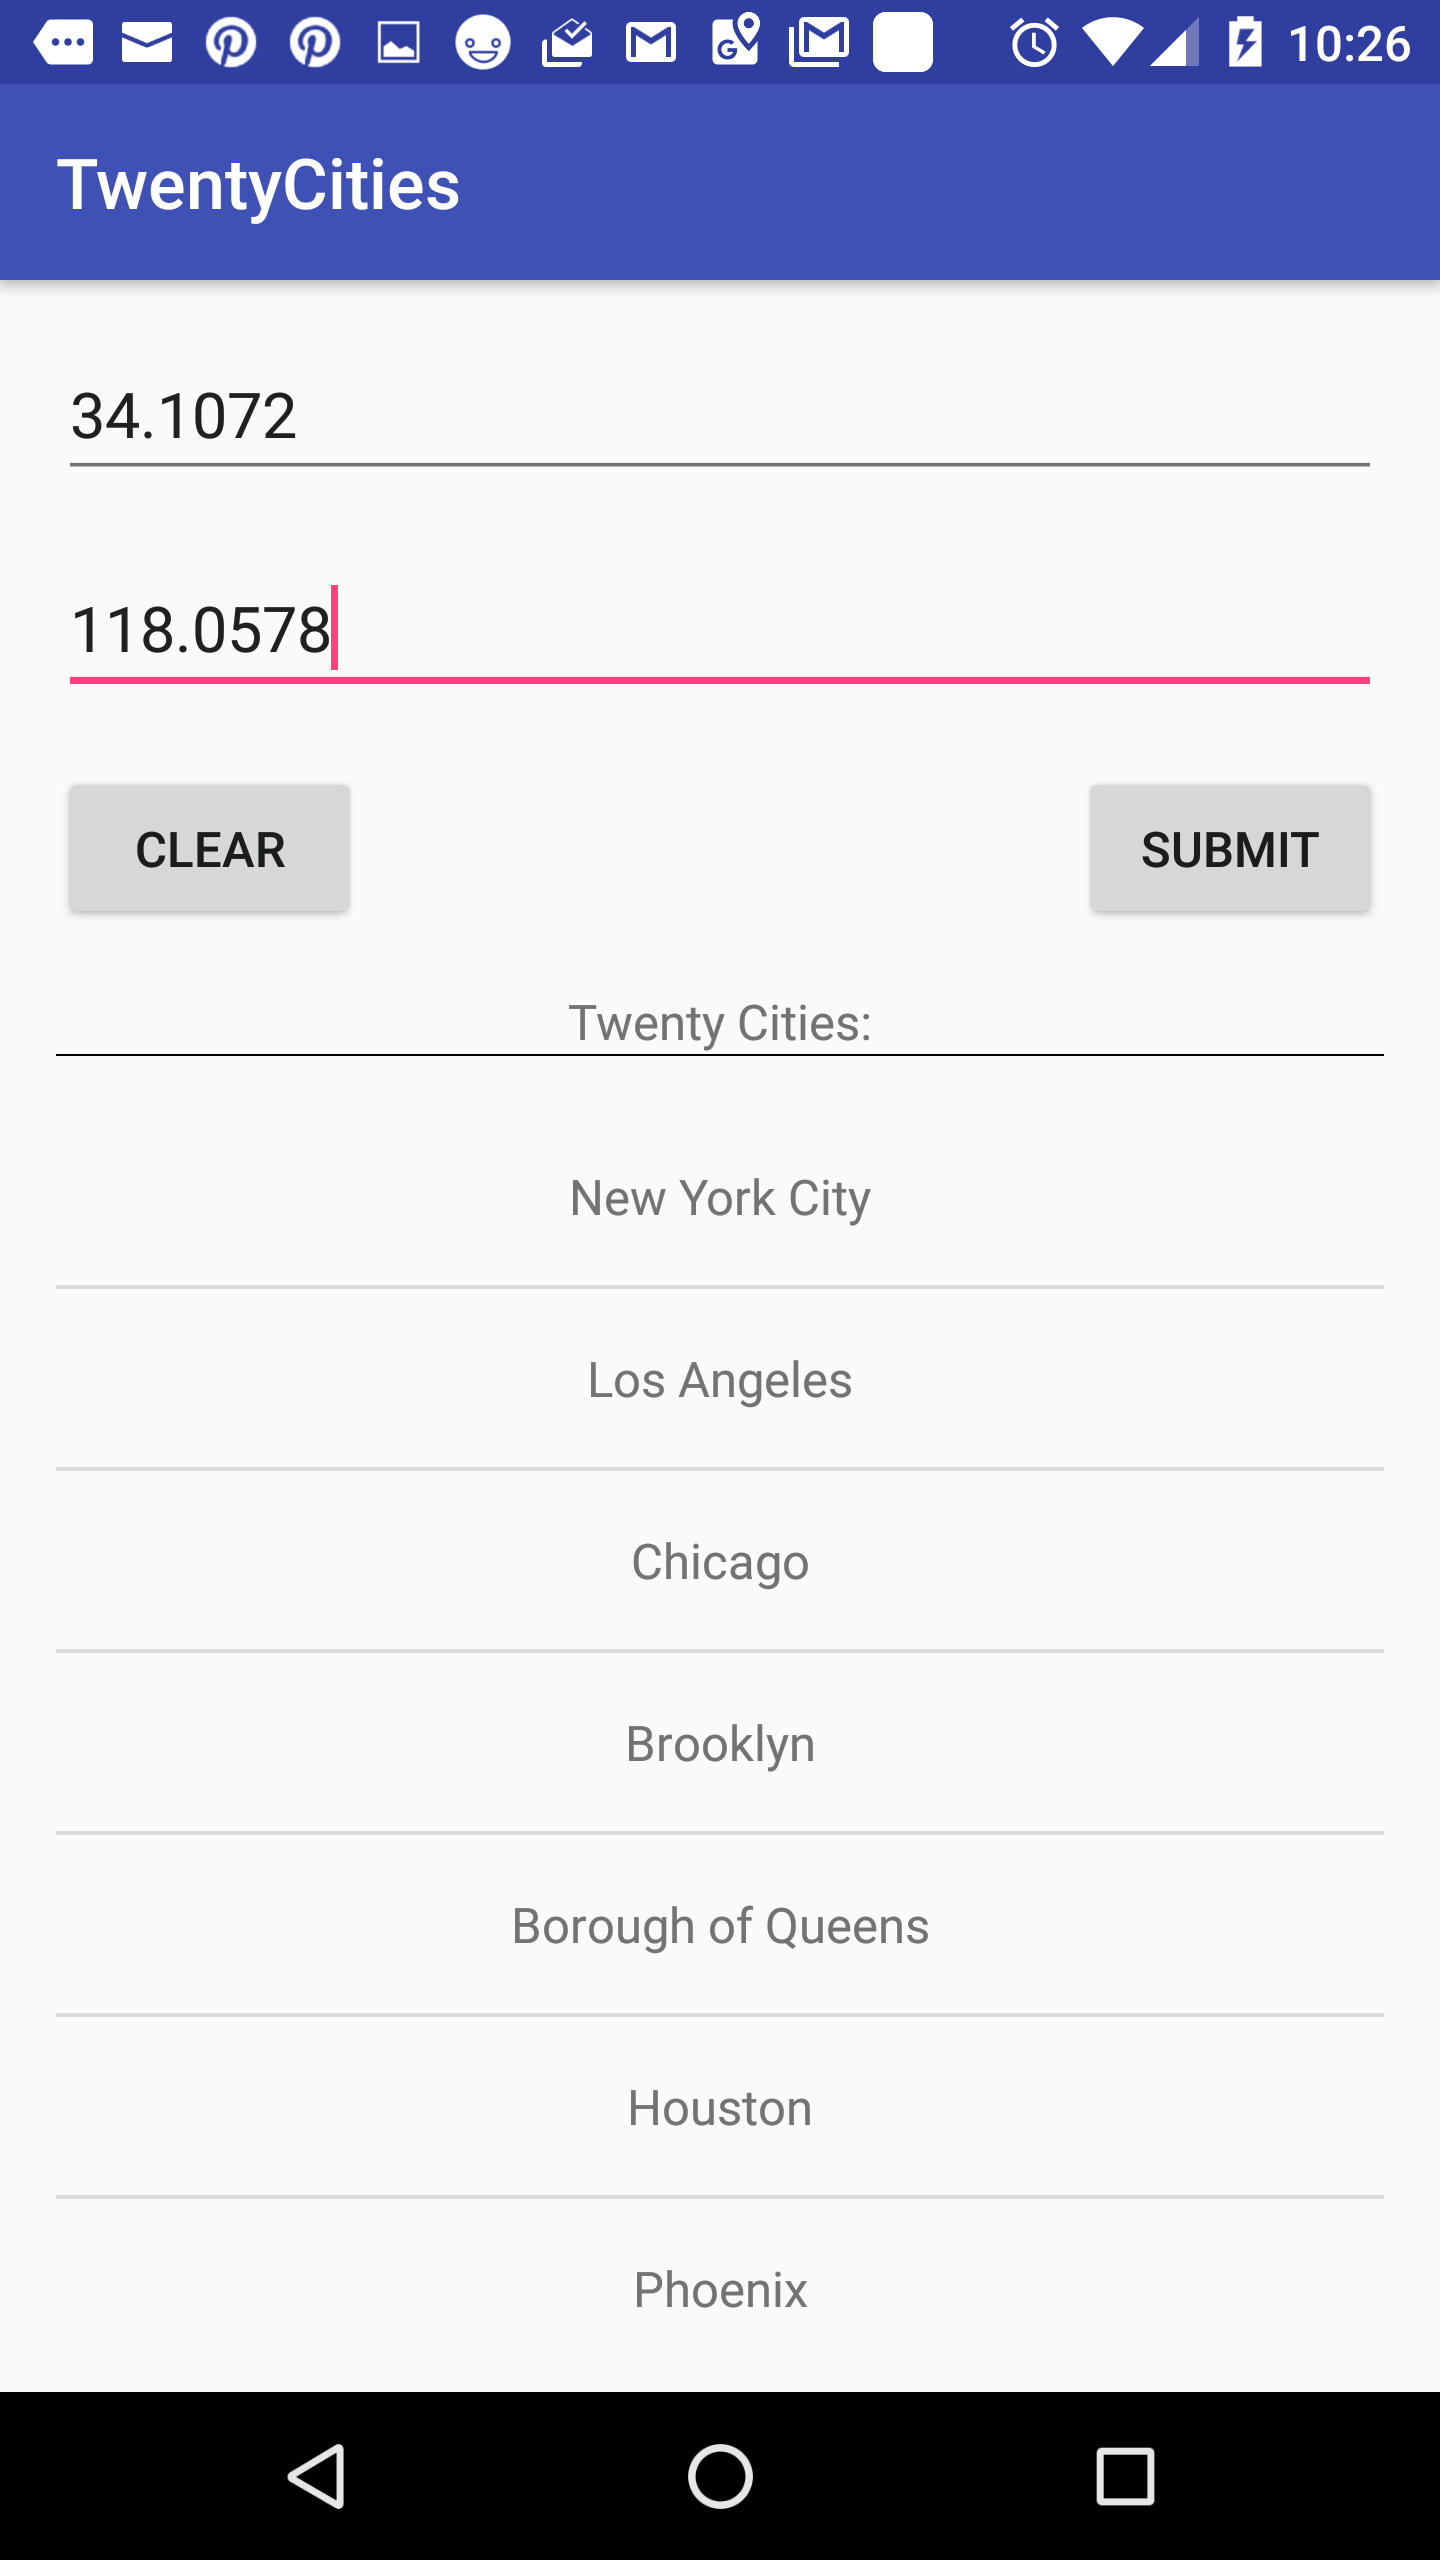 10:26
TwentyCities
34.1072
118.0578
CLEAR SUBMIT
Twenty Cities:
New York City
Los Angeles
Chicago
Brooklyn
Borough of Queens
Houston
Phoenix